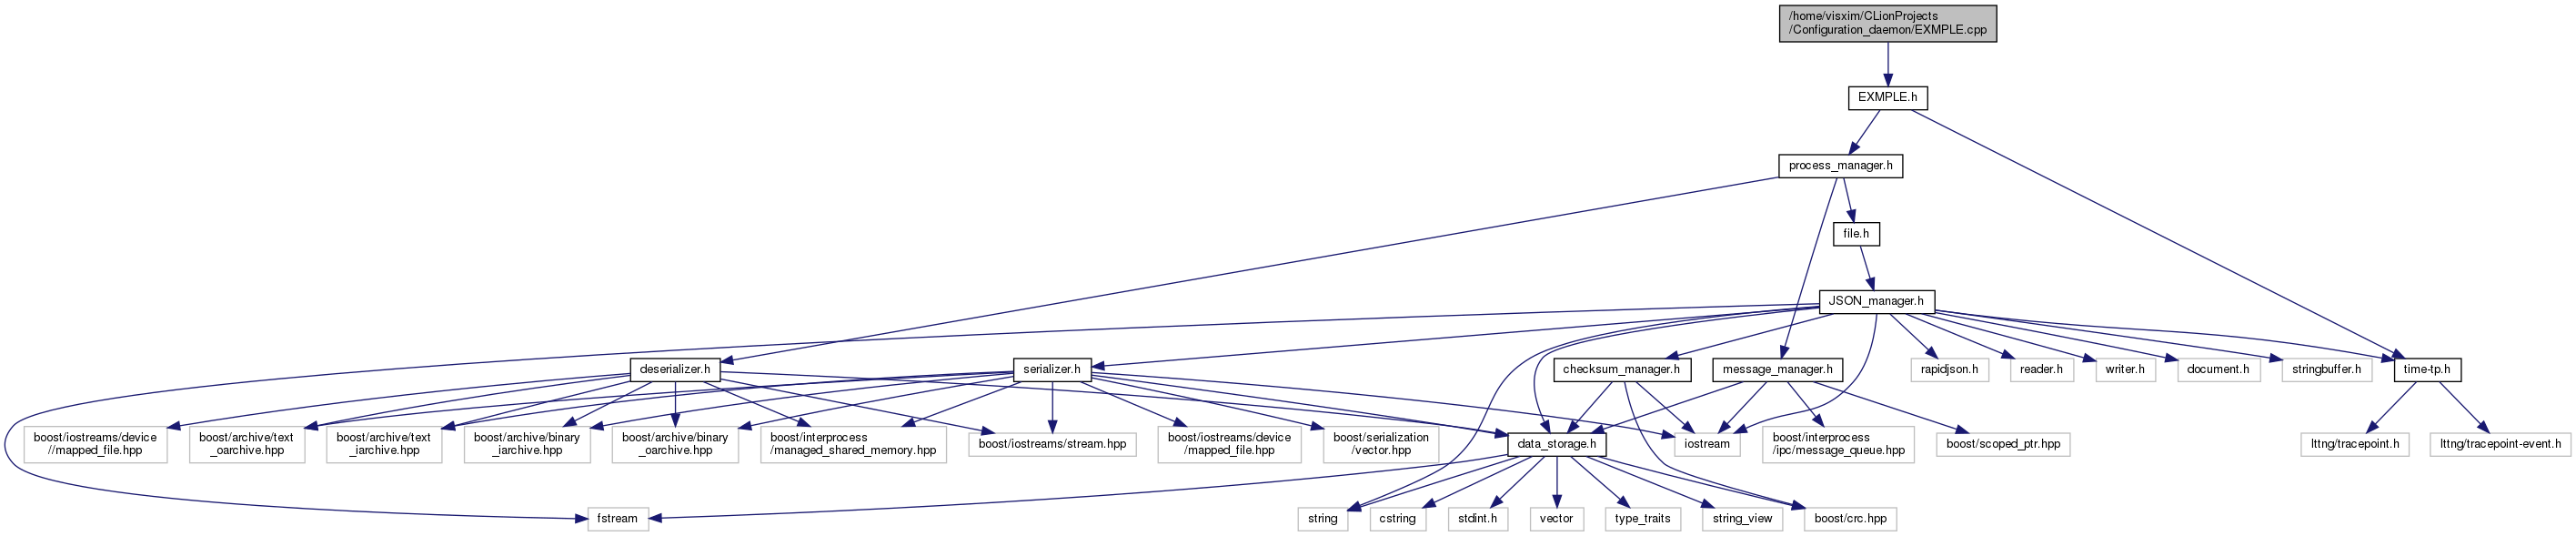 /home/visxim/CLionProjects
/Configuration_daemon/EXMPLE.cpp
EXMPLE.h
process_manager.h
file.h
JSON_manager.h
deserializer.h
serializer.h
checksum_manager.h
message_manager.h
rapidjson.h
reader.h
writer.h
document.h
stringbuffer.h
time-tp.h
boost/iostreams/device
//mapped_file.hpp
boost/archive/text
_oarchive.hpp
boost/archive/text
_iarchive.hpp
boost/archive/binary
_iarchive.hpp
boost/archive/binary
_oarchive.hpp
boost/interprocess
/managed_shared_memory.hpp
boost/iostreams/stream.hpp
boost/iostreams/device
/mapped_file.hpp
boost/serialization
/vector.hpp
data_storage.h
iostream
boost/interprocess
/ipc/message_queue.hpp
boost/scoped_ptr.hpp
lttng/tracepoint.h
lttng/tracepoint-event.h
fstream
string
cstring
stdint.h
vector
type_traits
string_view
boost/crc.hpp